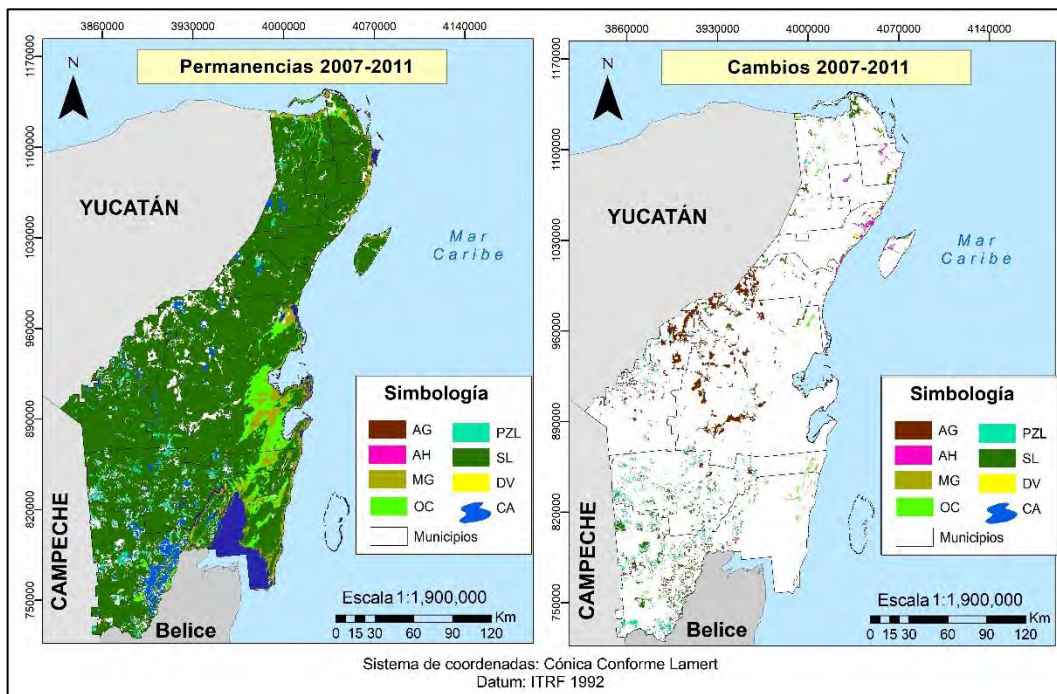 3860000 3930000 4000000 4070000 4140000
Permanencias 2007-2011
N
1170000
1100000
1030000
960000
890000
820000
750000
YUCATÁN
Mar
Caribe
CAMPECHE
Belice
Simbología
AG PZL
AH SL
MG DV
OC CA
Municipios
Escala 1:1,900,000
Km
0 15 30 60 90 120
3860000 3930000 4000000 4070000 4140000
Cambios 2007-2011
N
1170000
1100000
1030000
960000
890000
820000
750000
YUCATÁN
Mar
Caribe
CAMPECHE
Belice
Simbología
AG PZL
AH SL
MG DV
OC CA
Municipios
Escala 1:1,900,000
Km
0 15 30 60 90 120
Sistema de coordenadas: Cónica Conforme Lamert
Datum: ITRF 1992